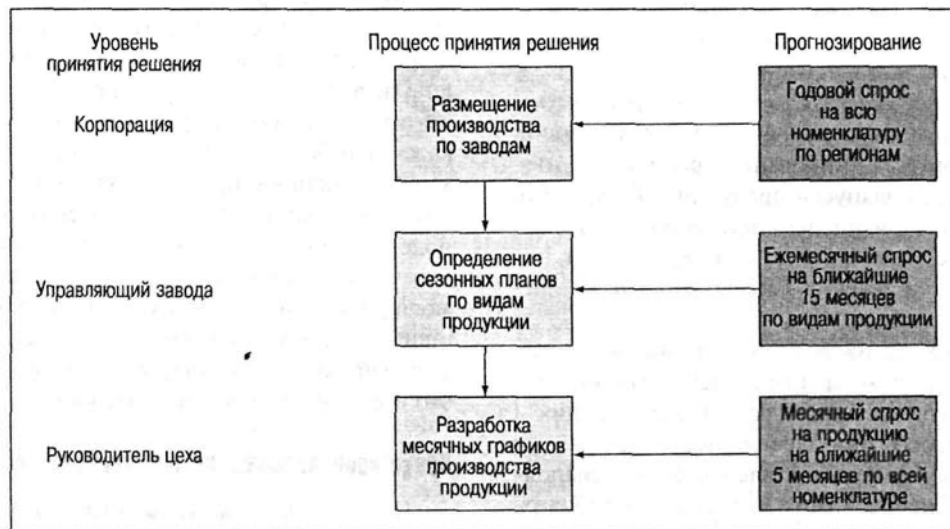 Уровень
принятия решения
Процесс принятия решения
Прогнозирование
Корпорация
Размещение
производства
по заводам
Годовой спрос
на всю
номенклатуру
по регионам
Управляющий завода
Определение
сезонных планов
по видам
продукции
Ежемесячный спрос
на ближайшие
15 месяцев
по видам продукции
Руководитель цеха
Разработка
месячных графиков
производства
продукции
Месячный спрос
на продукцию
на ближайшие
5 месяцев по всей
номенклатуре